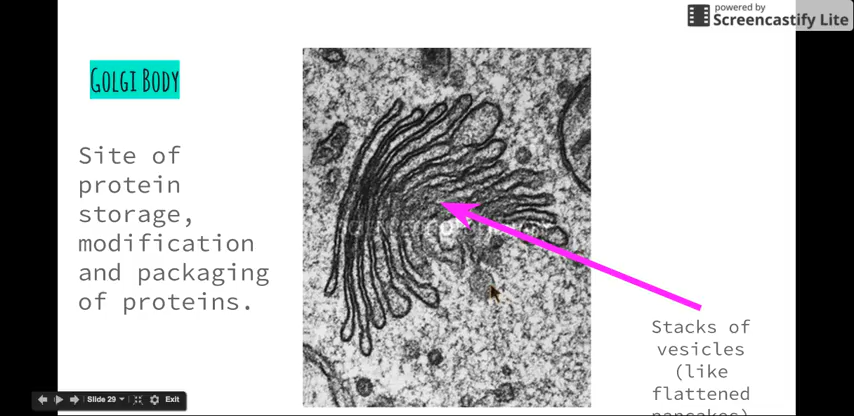 powered by
Screencastify Lite
GOLGI BODY
Site of
protein
storage,
modification
and packaging
of proteins.
Stacks of
vesicles
(like
flattened
pancakes)
Slide 29
Exit